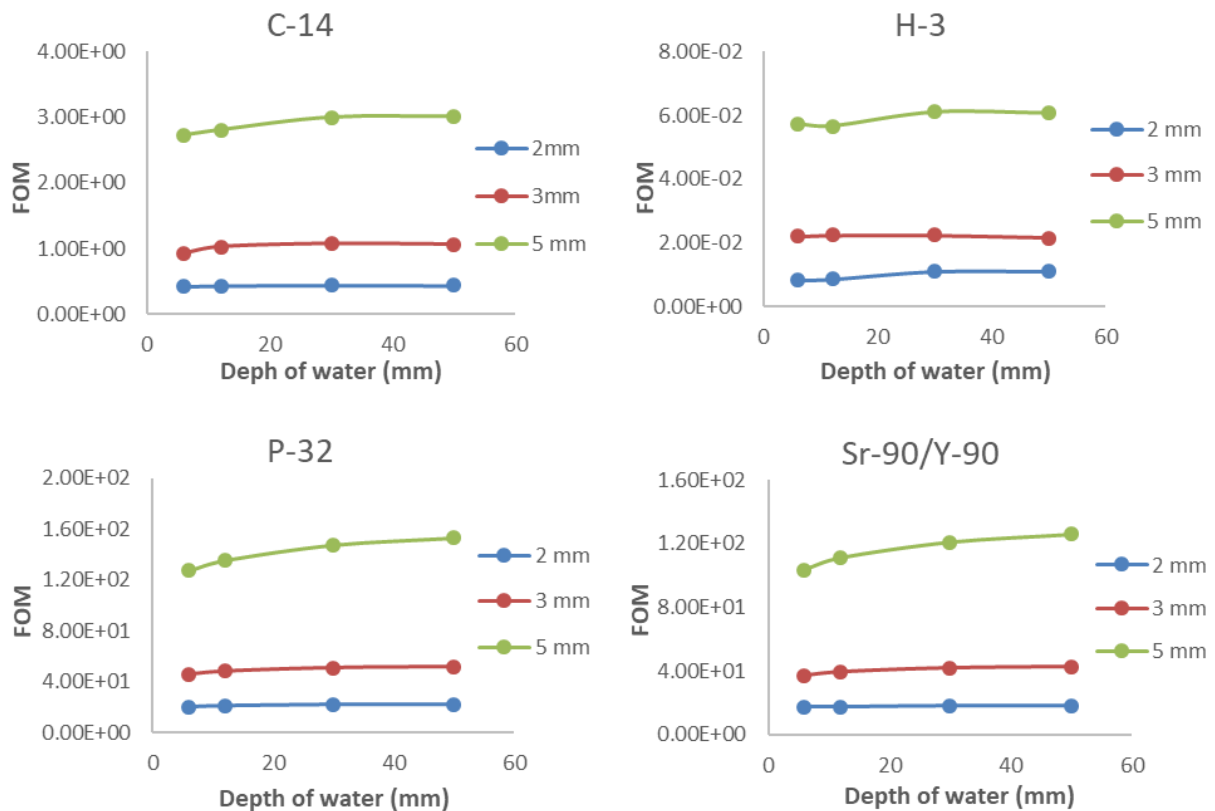 C-14
4.00E+00
3.00E+00
2.00E+00
1.00E+00
0.00E+00
FOM
0
20
40
60
Deph of water (mm)
2mm
3mm
5 mm
H-3
8.00E-02
6.00E-02
4.00E-02
2.00E-02
0.00E+00
FOM
0
20
40
60
Depth of water (mm)
2 mm
3 mm
5 mm
P-32
2.00E+02
1.60E+02
1.20E+02
8.00E+01
4.00E+01
0.00E+00
FOM
0
20
40
60
Depth of water (mm)
2 mm
3 mm
5 mm
Sr-90/Y-90
1.60E+02
1.20E+02
8.00E+01
4.00E+01
0.00E+00
FOM
0
20
40
60
Depth of water (mm)
2 mm
3 mm
5 mm